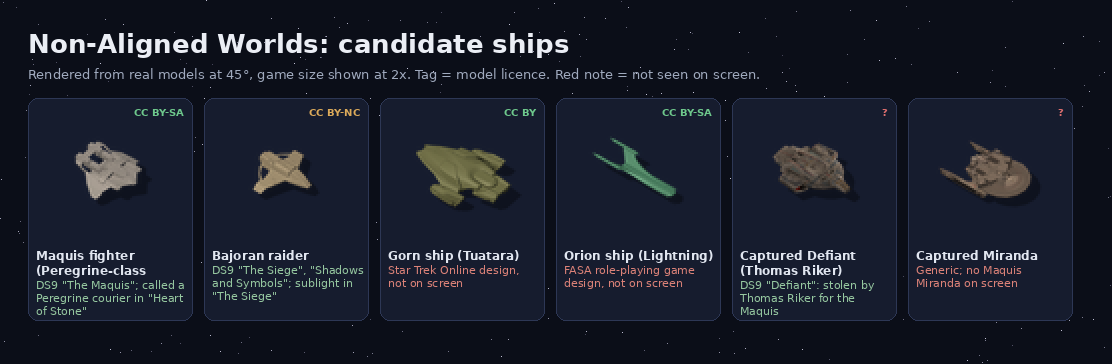 Non-Aligned Worlds: candidate ships
Rendered from real models at 45°, game size shown at 2x. Tag = model licence. Red note = not seen on screen.
CC BY-SA
Maquis fighter
(Peregrine-class
DS9 "The Maquis"; called a
Peregrine courier in "Heart
of Stone"
CC BY-NC
Bajoran raider
DS9 "The Siege", "Shadows
and Symbols"; sublight in
"The Siege"
CC BY
Gorn ship (Tuatara)
Star Trek Online design,
not on screen
CC BY-SA
Orion ship (Lightning)
FASA role-playing game
design, not on screen
?
Captured Defiant
(Thomas Riker)
DS9 "Defiant": stolen by
Thomas Riker for the
Maquis
?
Captured Miranda
Generic; no Maquis
Miranda on screen